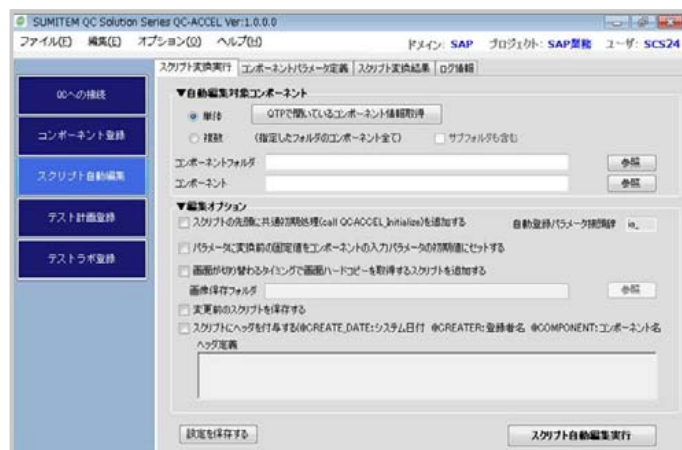 SUMITEM QC Solution Series QC-ACCEL Ver:1.0.0.0
ファイル(F) 編集(E) オプション(O) ヘルプ(H) ドメイン: SAP プロジェクト: SAP業務 ユーザ: SCS24
スクリプト変換実行 コンポーネントパラメータ定義 スクリプト変換結果 ログ情報
QCへの接続
コンポーネント登録
スクリプト自動編集
テスト計画登録
テストラボ登録
▼自動編集対象コンポーネント
単体 QTPで開いているコンポーネント情報取得
複数 (指定したフォルダのコンポーネント全て) サブフォルダも含む
コンポーネントフォルダ 参照
コンポーネント 参照
▼編集オプション
スクリプトの先頭に共通初期処理(call QCACCEL_Initialize)を追加する 自動登録パラメータ接頭辞 io_
パラメータに変換前の固定値をコンポーネントの入力パラメータの初期値にセットする
画面が切り替わるタイミングで画面ハードコピーを取得するスクリプトを追加する
画像保存フォルダ 参照
変更前のスクリプトを保存する
スクリプトにヘッダを付与する(@CREATE_DATE:システム日付 @CREATER:登録者名 @COMPONENT:コンポーネント名
ヘッダ定義
設定を保存する スクリプト自動編集実行